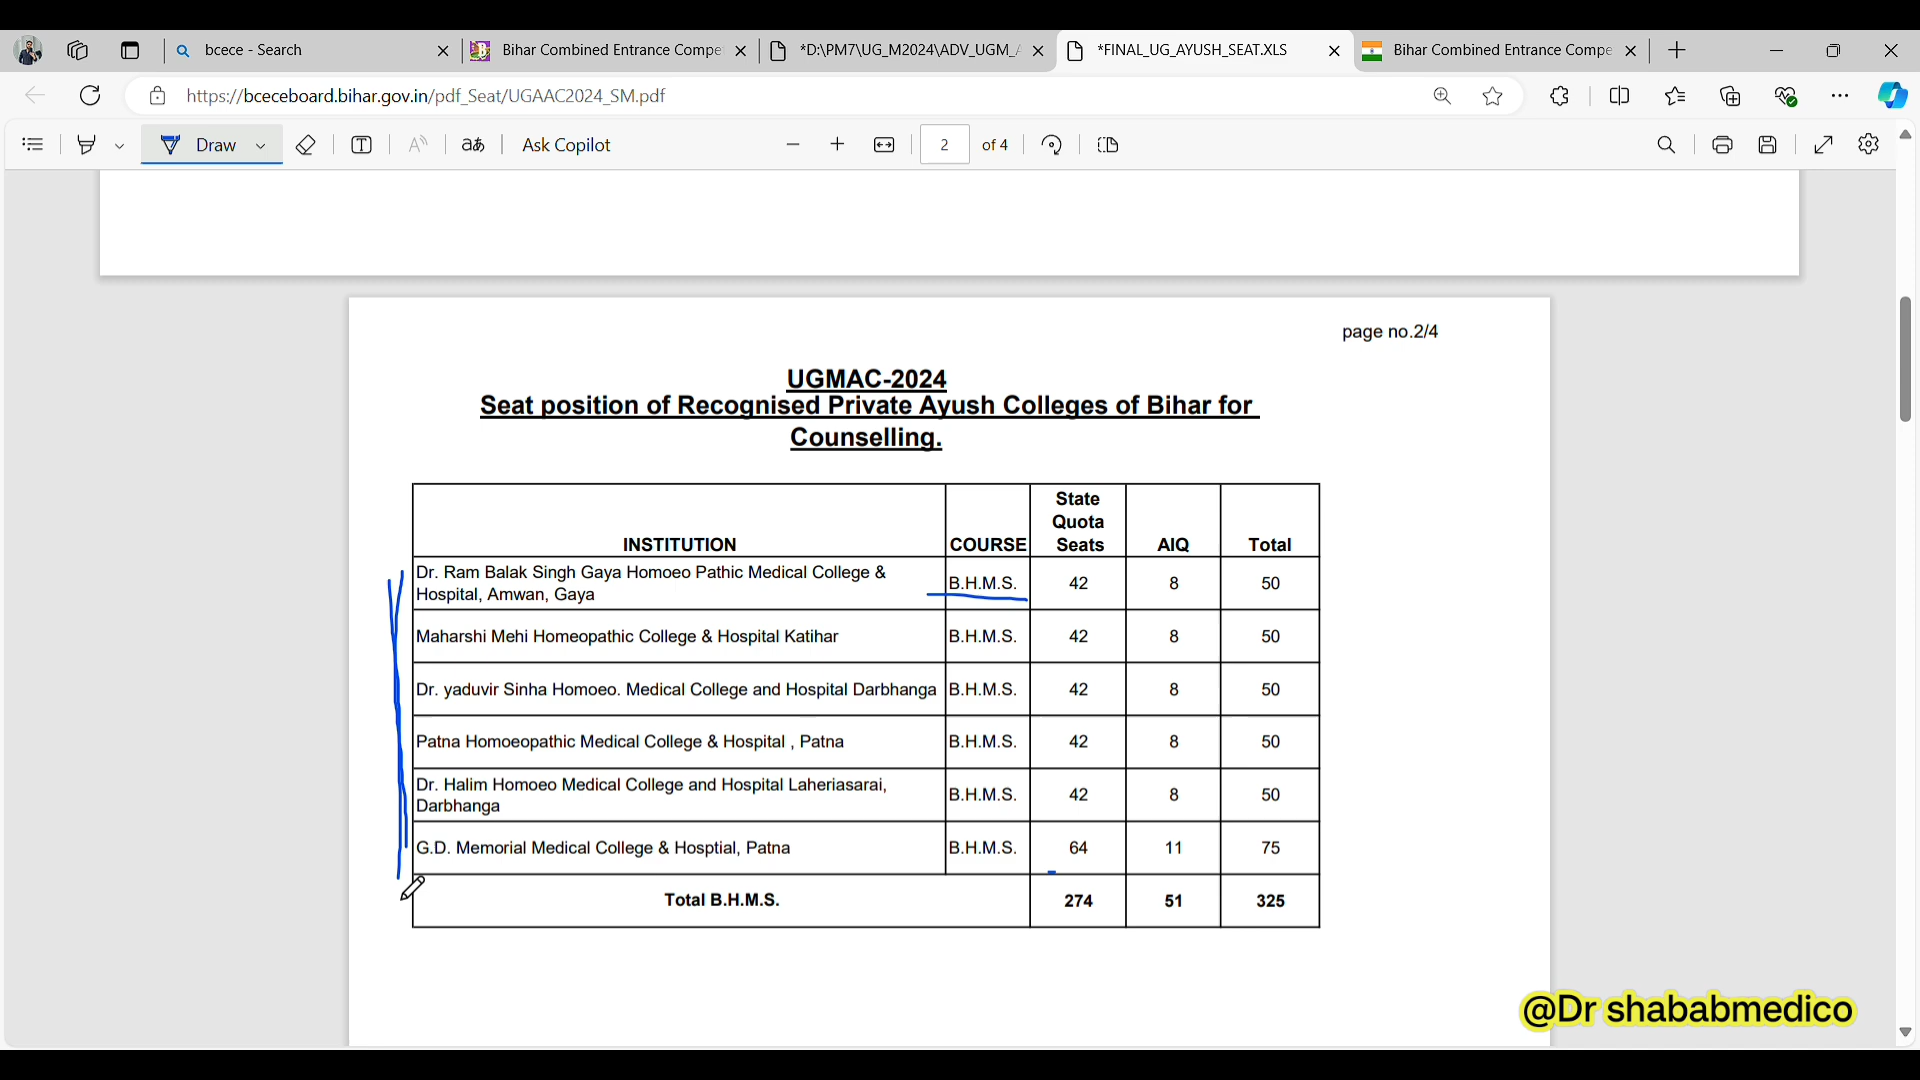 bcece - Search
Bihar Combined Entrance Compe
*D:\PM7\UG_M2024\ADV_UGM_A
*FINAL_UG_AYUSH_SEAT.XLS
Bihar Combined Entrance Compe
https://bceceboard.bihar.gov.in/pdf_Seat/UGAAC2024_SM.pdf
Draw
aあ
Ask Copilot
2 of 4
page no.2/4
UGMAC-2024
Seat position of Recognised Private Ayush Colleges of Bihar for
Counselling.
INSTITUTION COURSE State Quota Seats AIQ Total
Dr. Ram Balak Singh Gaya Homoeo Pathic Medical College &
Hospital, Amwan, Gaya B.H.M.S. 42 8 50
Maharshi Mehi Homeopathic College & Hospital Katihar B.H.M.S. 42 8 50
Dr. yaduvir Sinha Homoeo. Medical College and Hospital Darbhanga B.H.M.S. 42 8 50
Patna Homoeopathic Medical College & Hospital , Patna B.H.M.S. 42 8 50
Dr. Halim Homoeo Medical College and Hospital Laheriasarai,
Darbhanga B.H.M.S. 42 8 50
G.D. Memorial Medical College & Hosptial, Patna B.H.M.S. 64 11 75
Total B.H.M.S. 274 51 325
@Dr shababmedico